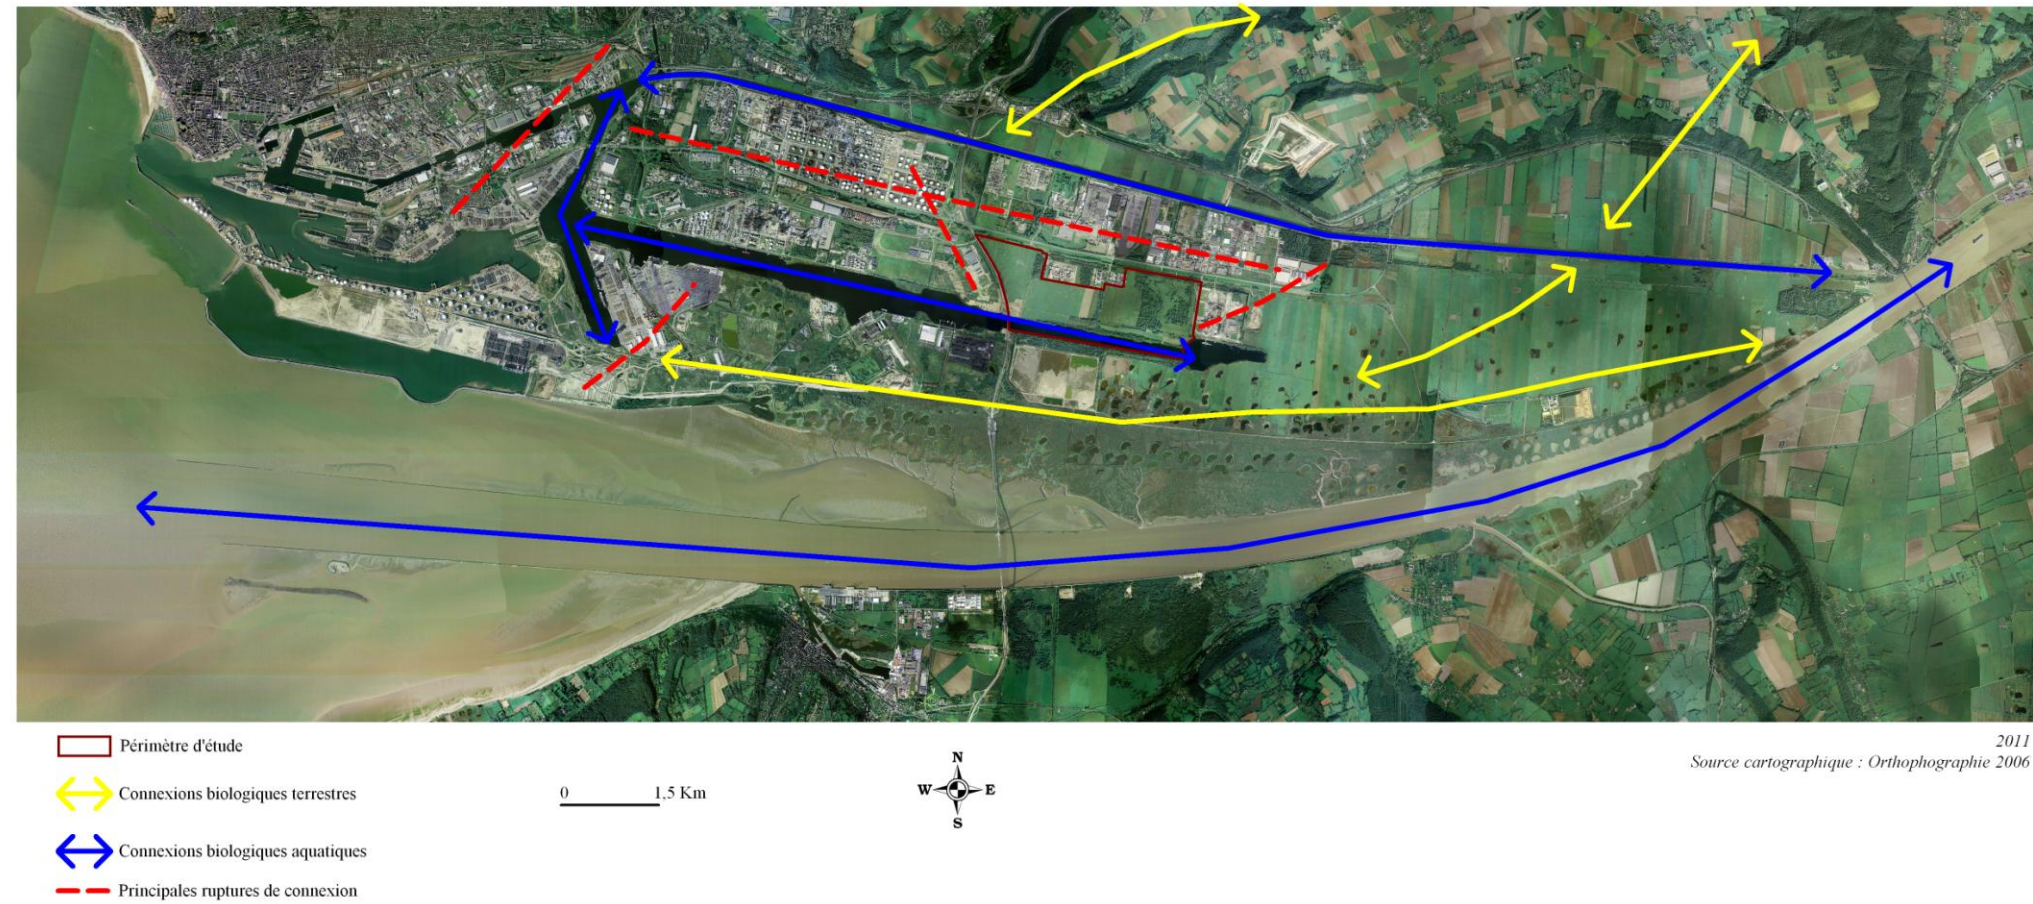 Périmètre d'étude
Connexions biologiques terrestres
Connexions biologiques aquatiques
Principales ruptures de connexion
0 1,5 Km
N
W E
S
2011
Source cartographique : Orthophographie 2006